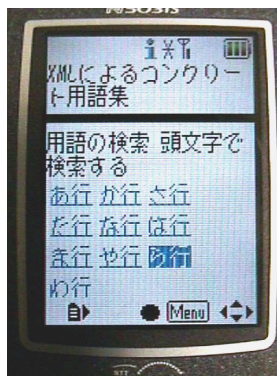 XMLによるコンクリー
ト用語集
用語の検索 頭文字で
検索する
あ行 か行 さ行
た行 な行 は行
ま行 や行 ら行
わ行
Menu